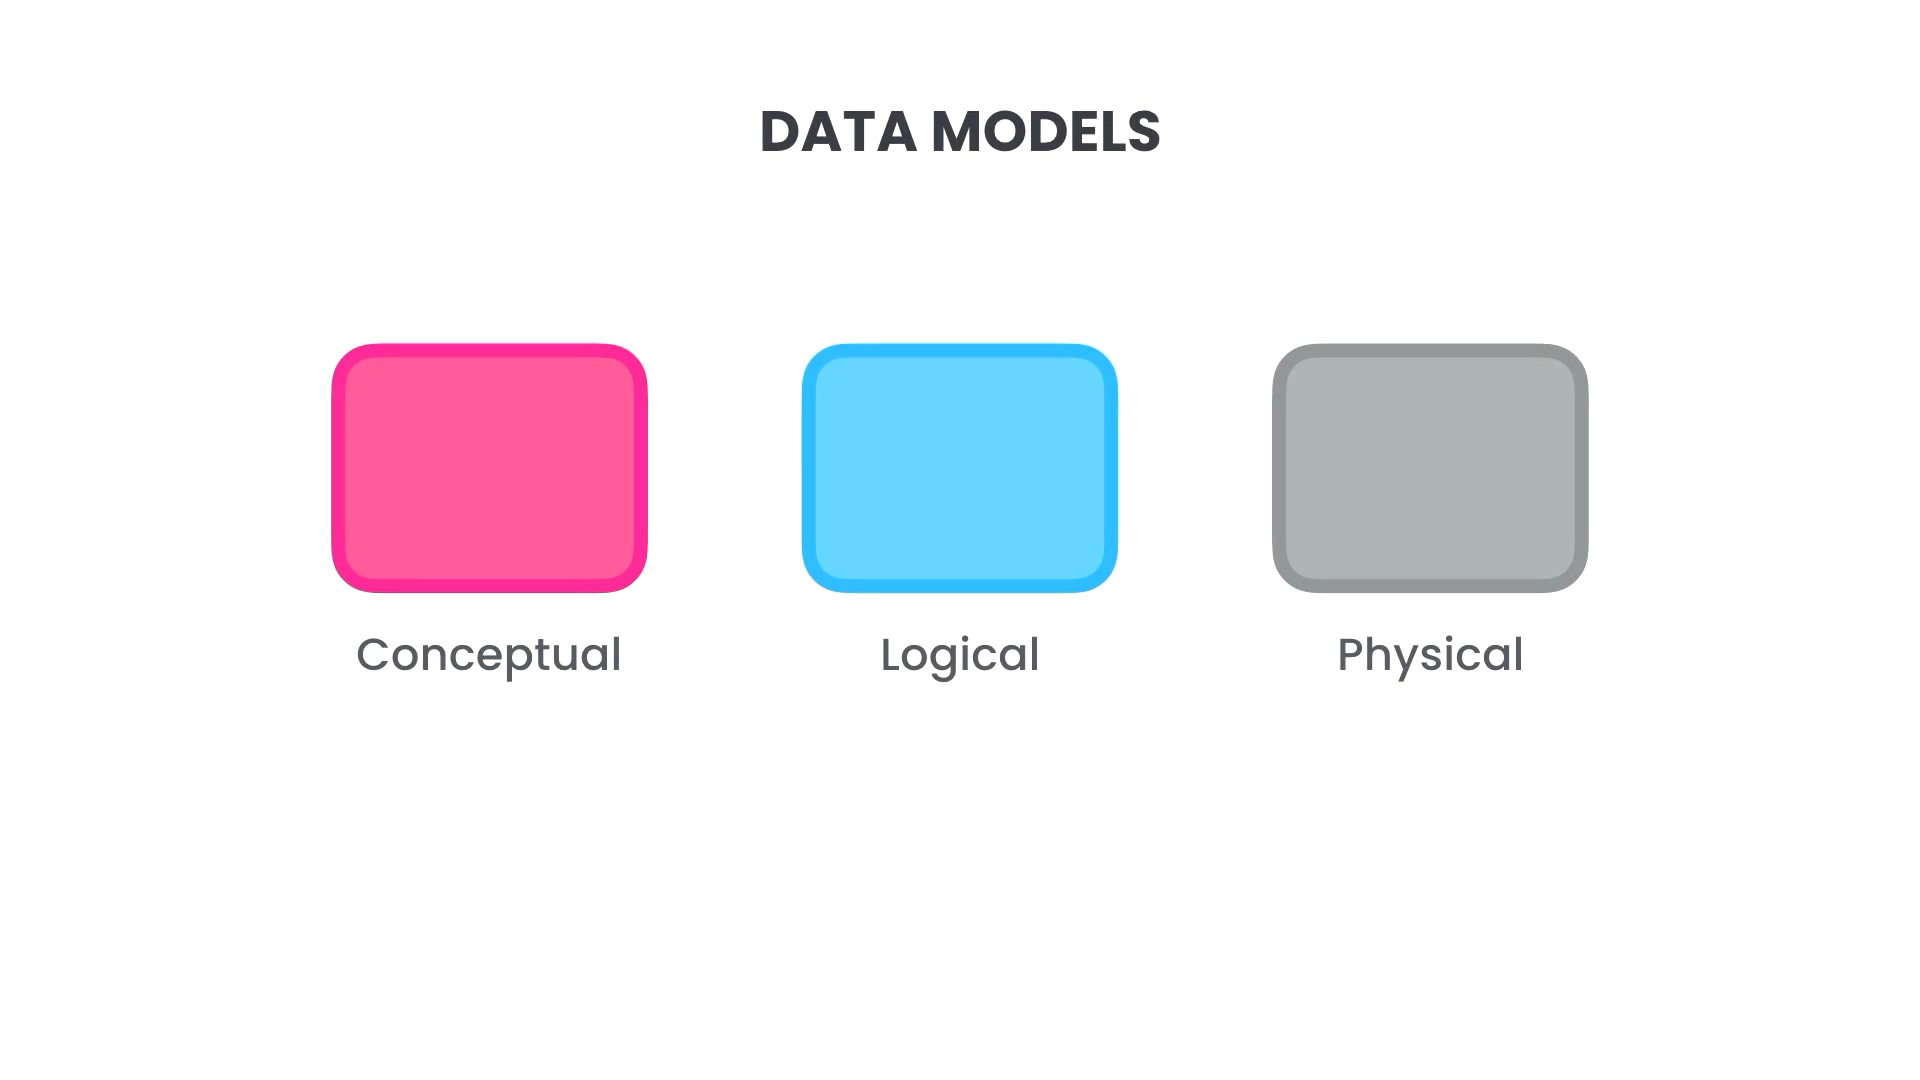 DATA MODELS
Conceptual
Logical
Physical